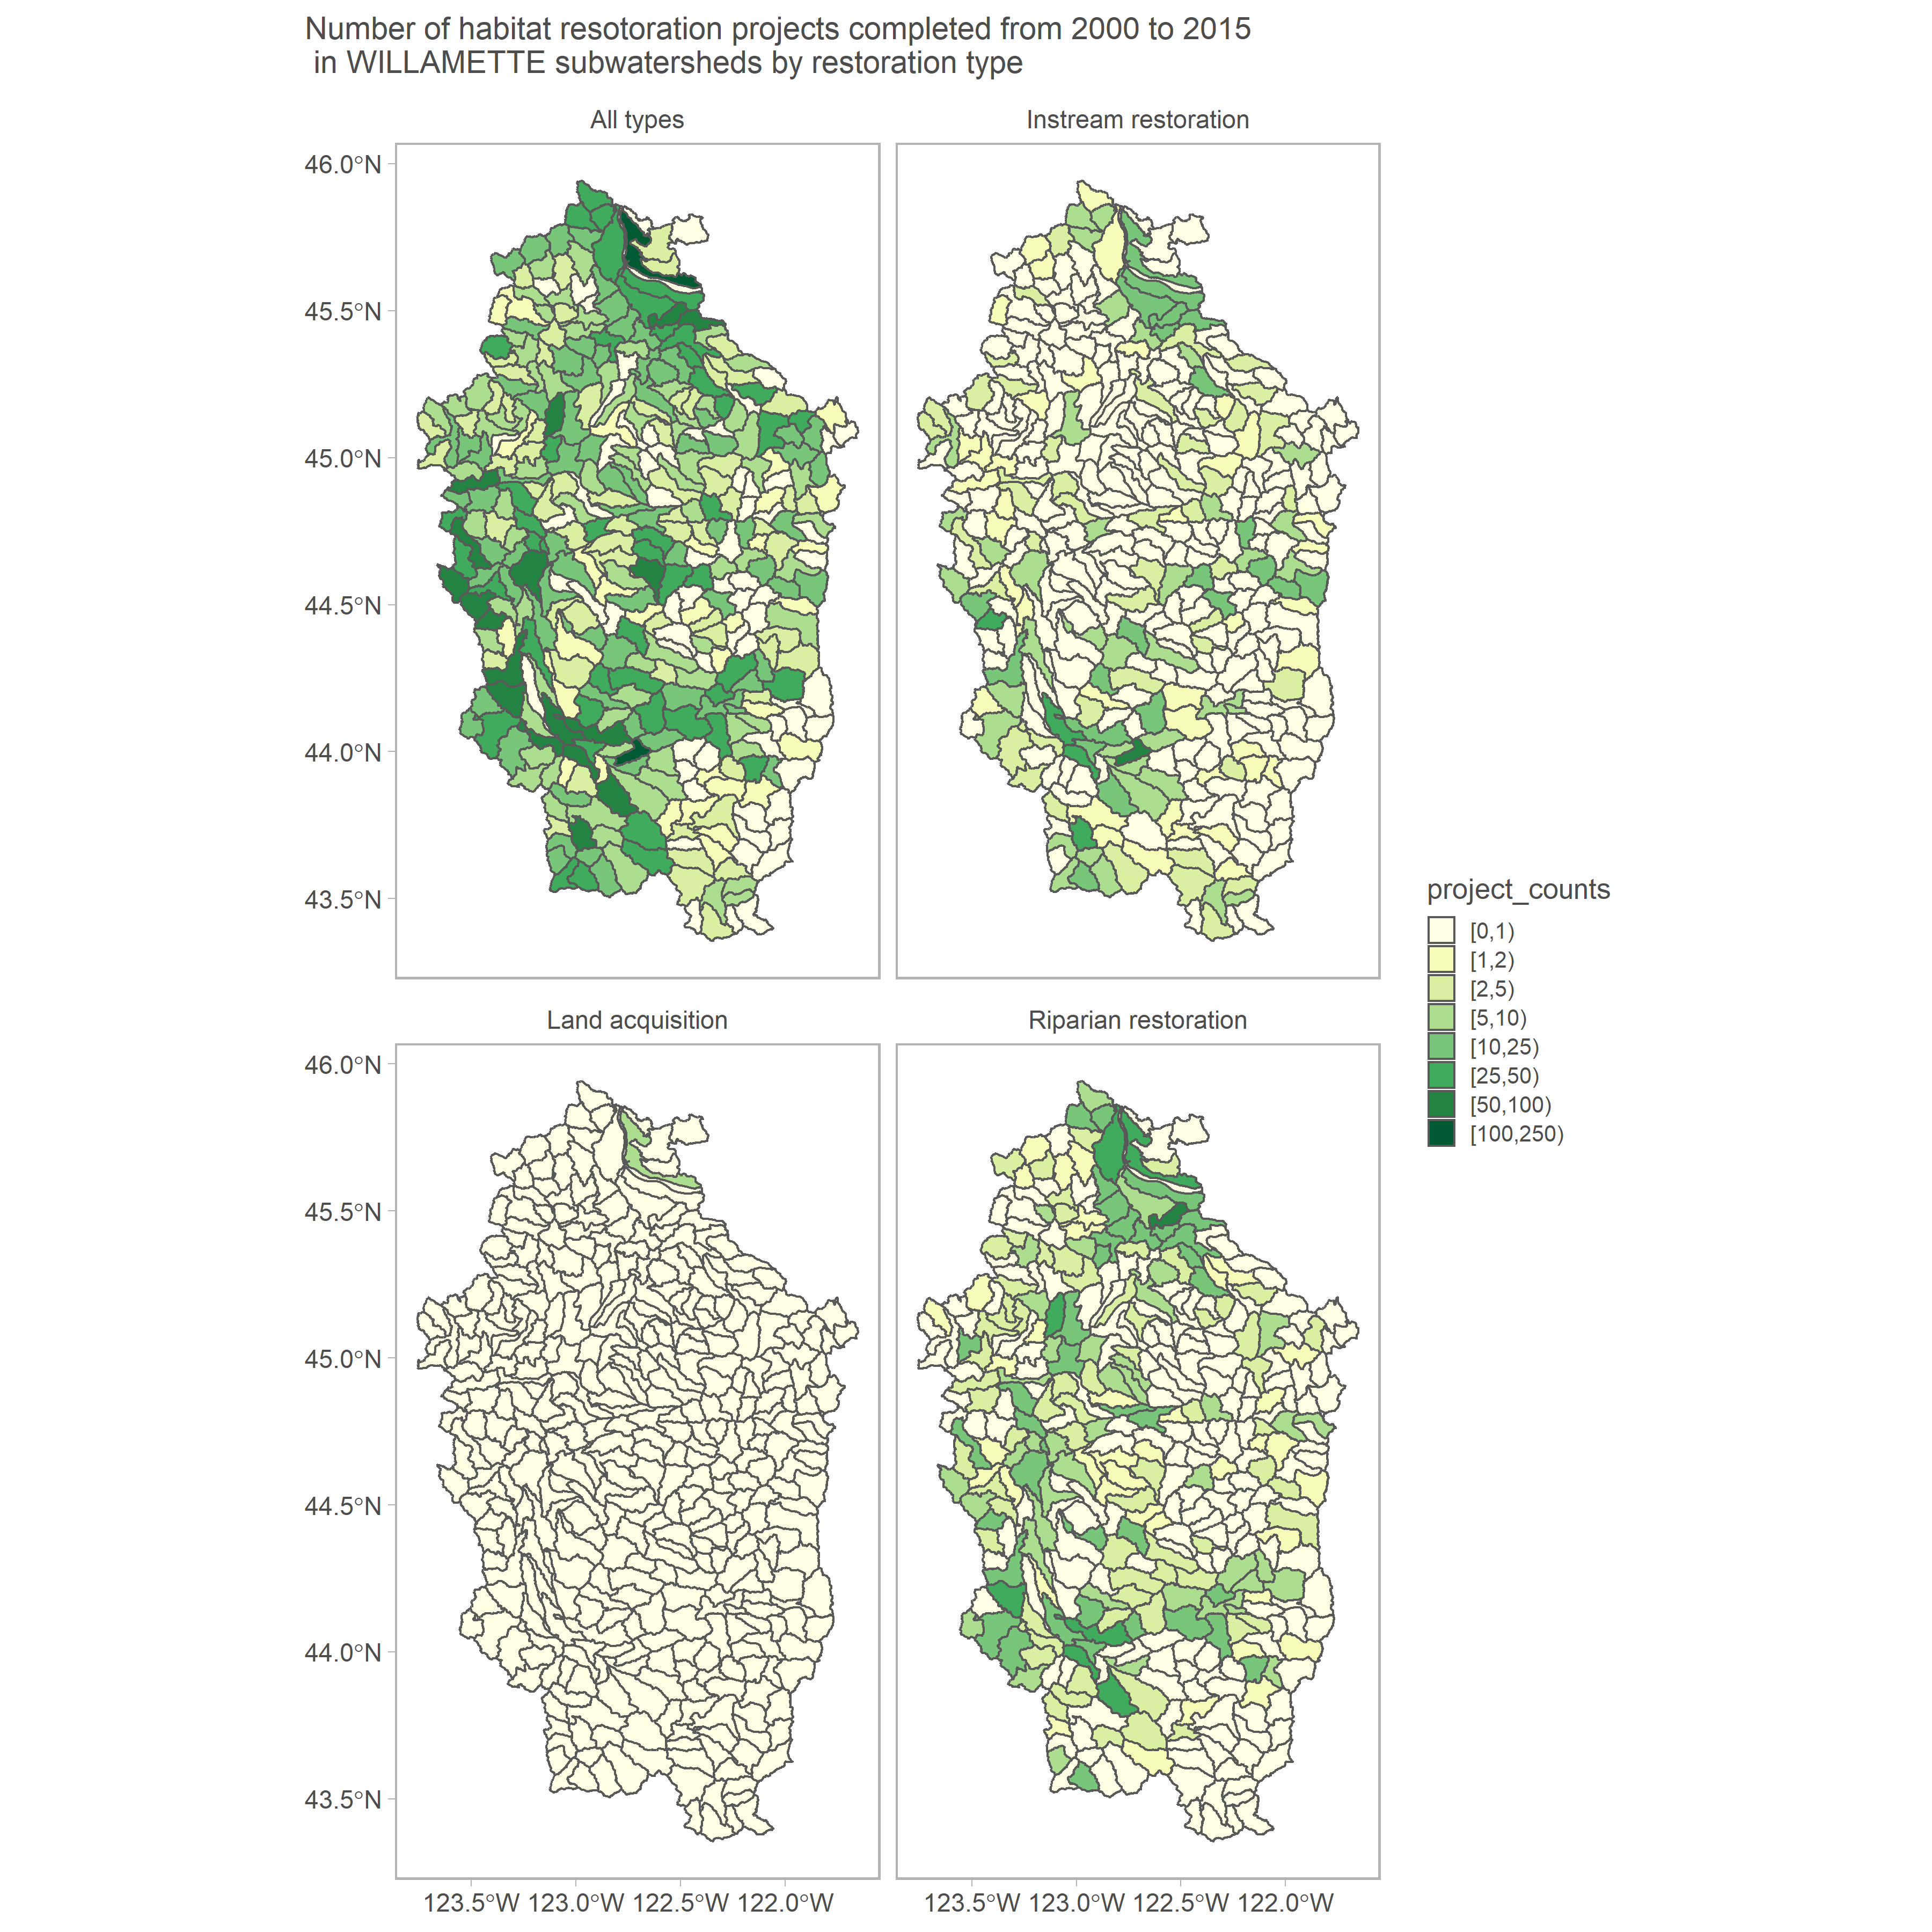 Number of habitat resotoration projects completed from 2000 to 2015
in WILLAMETTE subwatersheds by restoration type
All types
Instream restoration
46.0°N
45.5°N
45.0°N
44.5°N
44.0°N
43.5°N
project_counts
[0,1)
[1,2)
[2,5)
[5,10)
[10,25)
[25,50)
[50,100)
[100,250)
Land acquisition
Riparian restoration
46.0°N
45.5°N
45.0°N
44.5°N
44.0°N
43.5°N
123.5°W 123.0°W 122.5°W 122.0°W
123.5°W 123.0°W 122.5°W 122.0°W